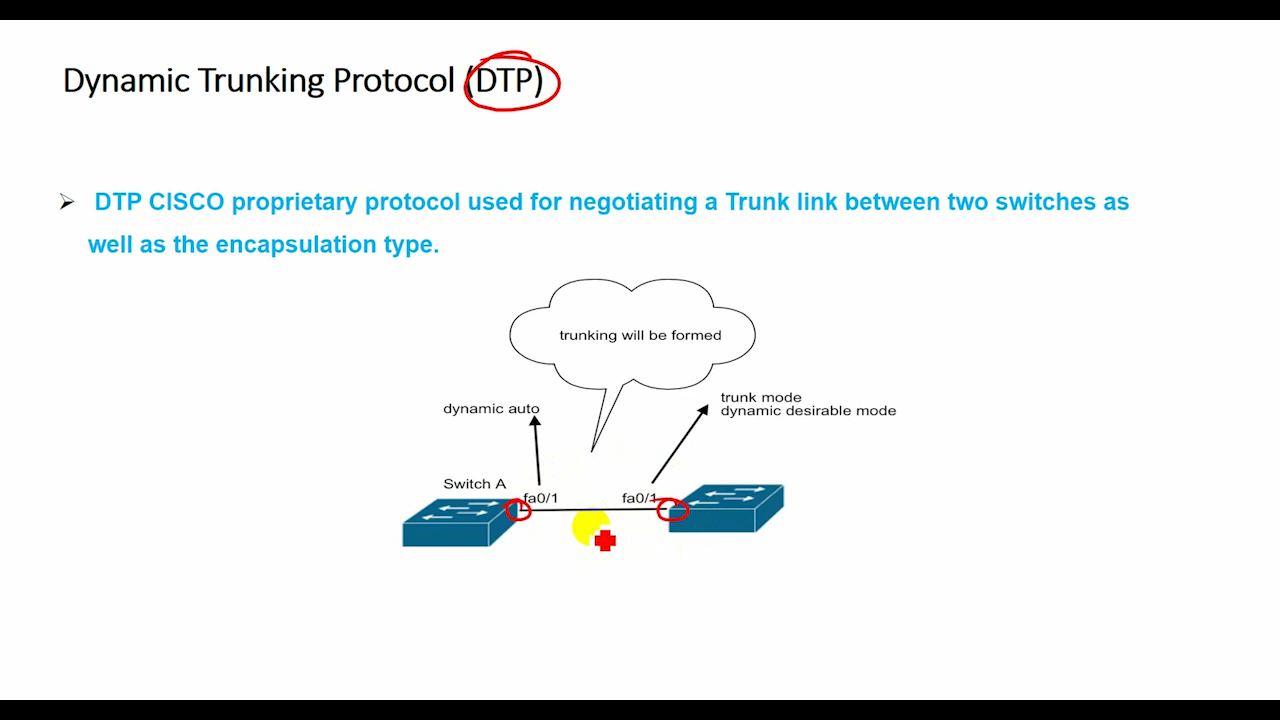 Dynamic Trunking Protocol (DTP)
DTP CISCO proprietary protocol used for negotiating a Trunk link between two switches as
well as the encapsulation type.
trunking will be formed
dynamic auto
trunk mode
dynamic desirable mode
Switch A
fa0/1
fa0/1